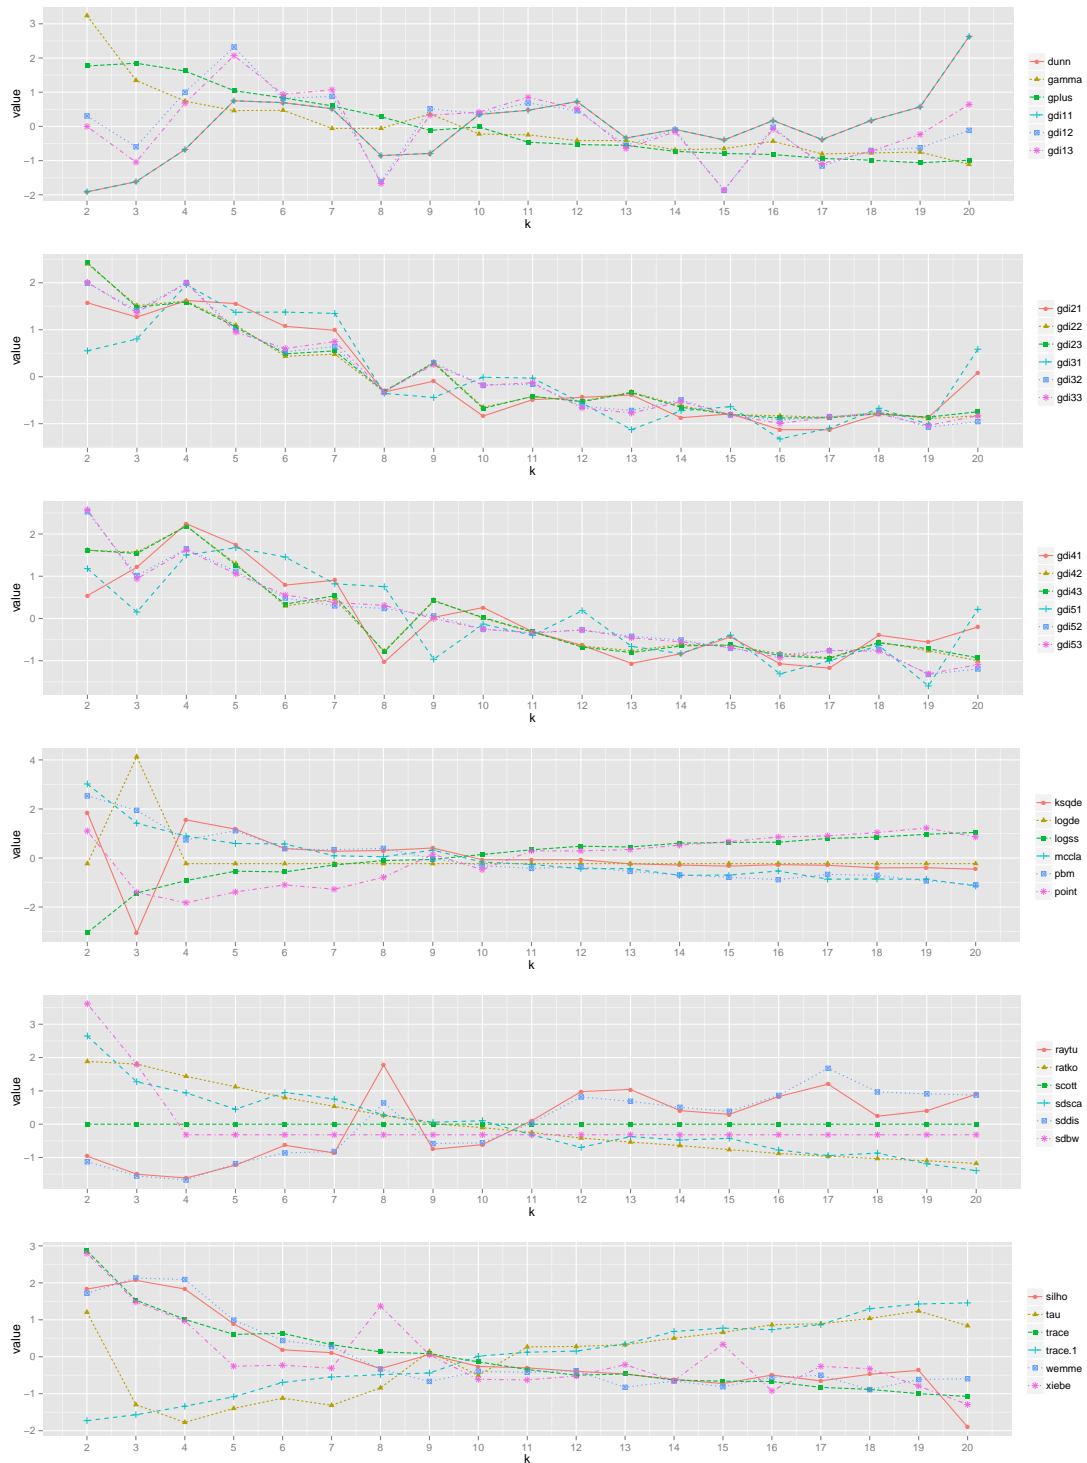 3
2
1
0
−1
−2
value
2 3 4 5 6 7 8 9 10 11 12 13 14 15 16 17 18 19 20
k
dunn
gamma
gplus
gdi11
gdi12
gdi13
2
1
0
−1
value
2 3 4 5 6 7 8 9 10 11 12 13 14 15 16 17 18 19 20
k
gdi21
gdi22
gdi23
gdi31
gdi32
gdi33
2
1
0
−1
value
2 3 4 5 6 7 8 9 10 11 12 13 14 15 16 17 18 19 20
k
gdi41
gdi42
gdi43
gdi51
gdi52
gdi53
4
2
0
−2
value
2 3 4 5 6 7 8 9 10 11 12 13 14 15 16 17 18 19 20
k
ksqde
logde
logss
mccla
pbm
point
3
2
1
0
−1
value
2 3 4 5 6 7 8 9 10 11 12 13 14 15 16 17 18 19 20
k
raytu
ratko
scott
sdsca
sddis
sdbw
3
2
1
0
−1
−2
value
2 3 4 5 6 7 8 9 10 11 12 13 14 15 16 17 18 19 20
k
silho
tau
trace
trace.1
wemme
xiebe